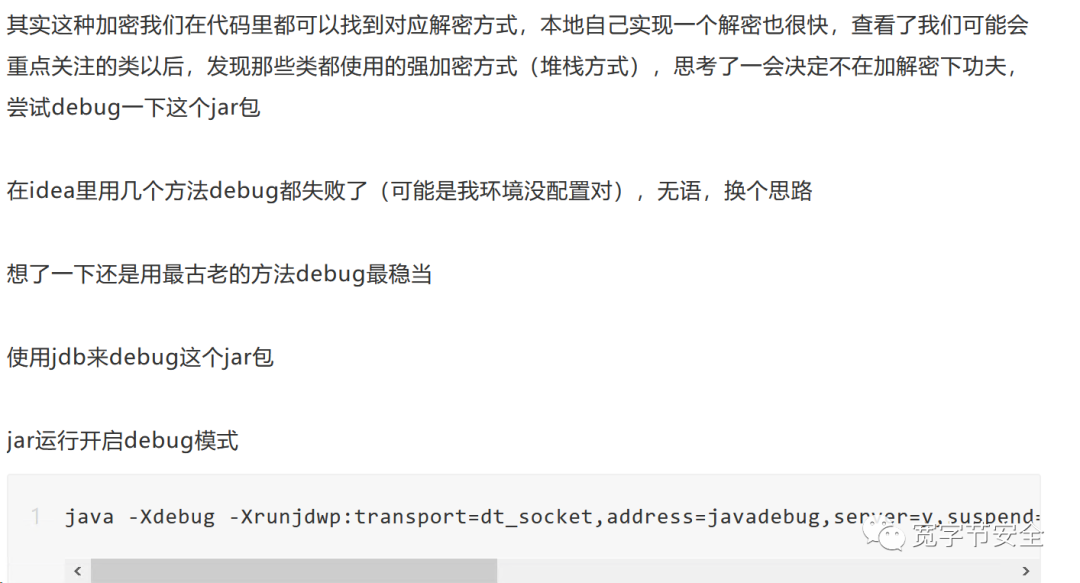 其实这种加密我们在代码里都可以找到对应解密方式，本地自己实现一个解密也很快，查看了我们可能会
重点关注的类以后，发现那些类都使用的强加密方式（堆栈方式），思考了一会决定不在加解密下功夫，
尝试debug一下这个jar包
在idea里用几个方法debug都失败了（可能是我环境没配置对），无语，换个思路
想了一下还是用最古老的方法debug最稳当
使用jdb来debug这个jar包
jar运行开启debug模式
1 java -Xdebug -Xrunjdwp:transport=dt_socket,address=javadebug,server=y,suspend=
宽字节安全